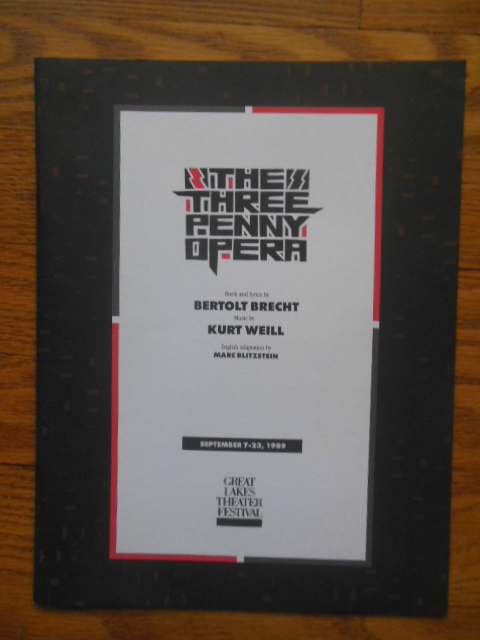 THE
THREE
PENNY
OPERA
Book and lyrics by
BERTOLT BRECHT
Music by
KURT WEILL
English adaptation by
MARC BLITZSTEIN
SEPTEMBER 7-23, 1989
GREAT
LAKES
THEATER
FESTIVAL